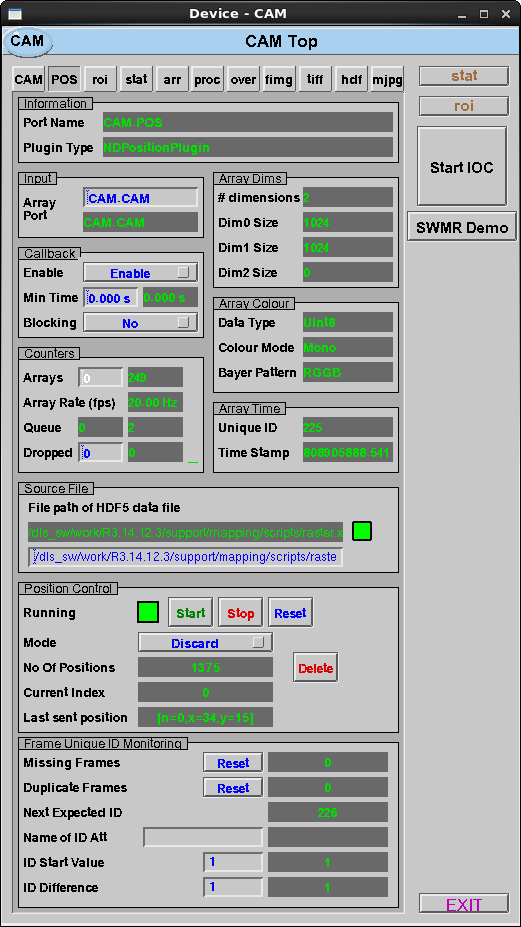 Device - CAM
CAM
CAM Top
CAM POS roi stat arr proc over fimg tiff hdf mjpg
stat
roi
Start IOC
SWMR Demo
Information
Port Name CAM.POS
Plugin Type NDPositionPlugin
Input
Array Port CAM.CAM
CAM.CAM
Array Dims
# dimensions 2
Dim0 Size 1024
Dim1 Size 1024
Dim2 Size 0
Callback
Enable Enable
Min Time 0.000 s 0.000 s
Blocking No
Array Colour
Data Type UInt8
Colour Mode Mono
Bayer Pattern RGGB
Counters
Arrays 0 249
Array Rate (fps) 20.00 Hz
Queue 0 2
Dropped 0 0
Array Time
Unique ID 225
Time Stamp 808905686.541
Source File
File path of HDF5 data file
/dls_sw/work/R3.14.12.3/support/mapping/scripts/raster.x
/dls_sw/work/R3.14.12.3/support/mapping/scripts/raste
Position Control
Running Start Stop Reset
Mode Discard
No Of Positions 1375 Delete
Current Index 0
Last sent position [n=0,x=34,y=15]
Frame Unique ID Monitoring
Missing Frames Reset 0
Duplicate Frames Reset 0
Next Expected ID 226
Name of ID Att
ID Start Value 1 1
ID Difference 1 1
EXIT